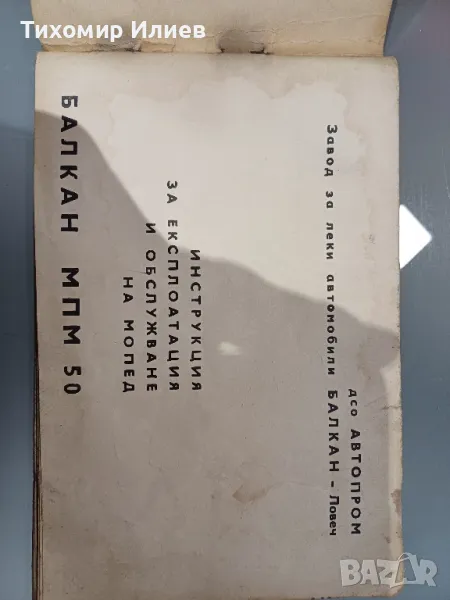 Тихомир Илиев
дсо АВТОПРОМ
Завод за леки автомобили БАЛКАН – Ловеч
ИНСТРУКЦИЯ
ЗА ЕКСПЛОАТАЦИЯ
И ОБСЛУЖВАНЕ
НА МОПЕД
БАЛКАН МПМ 50
BAZAR